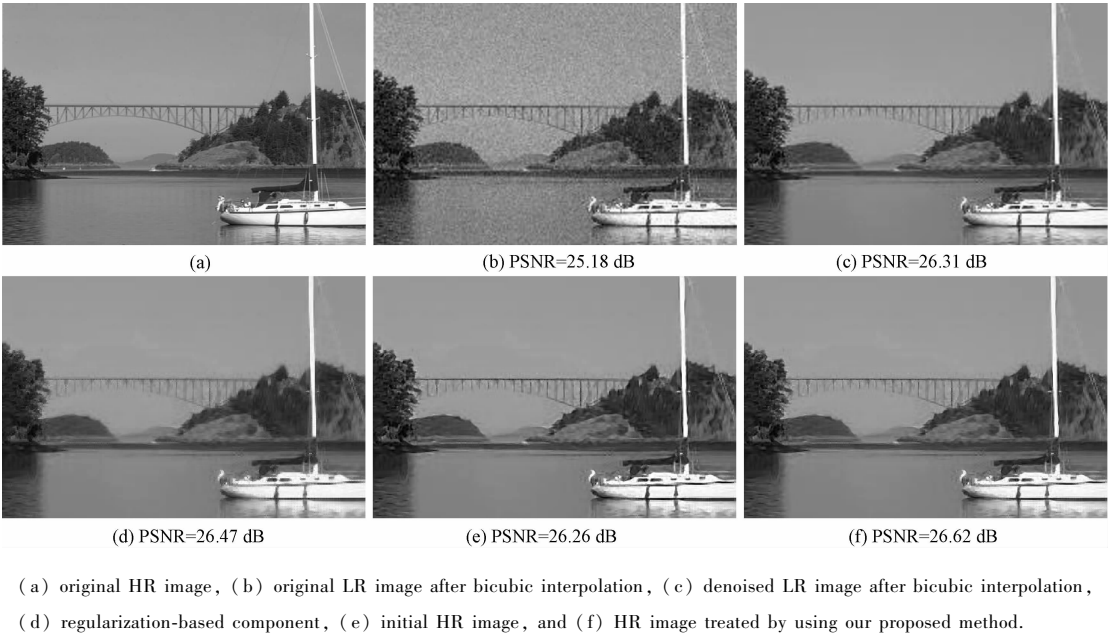 (a)
(b) PSNR=25.18 dB
(c) PSNR=26.31 dB
(d) PSNR=26.47 dB
(e) PSNR=26.26 dB
(f) PSNR=26.62 dB
(a) original HR image, (b) original LR image after bicubic interpolation, (c) denoised LR image after bicubic interpolation,
(d) regularization-based component, (e) initial HR image, and (f) HR image treated by using our proposed method.